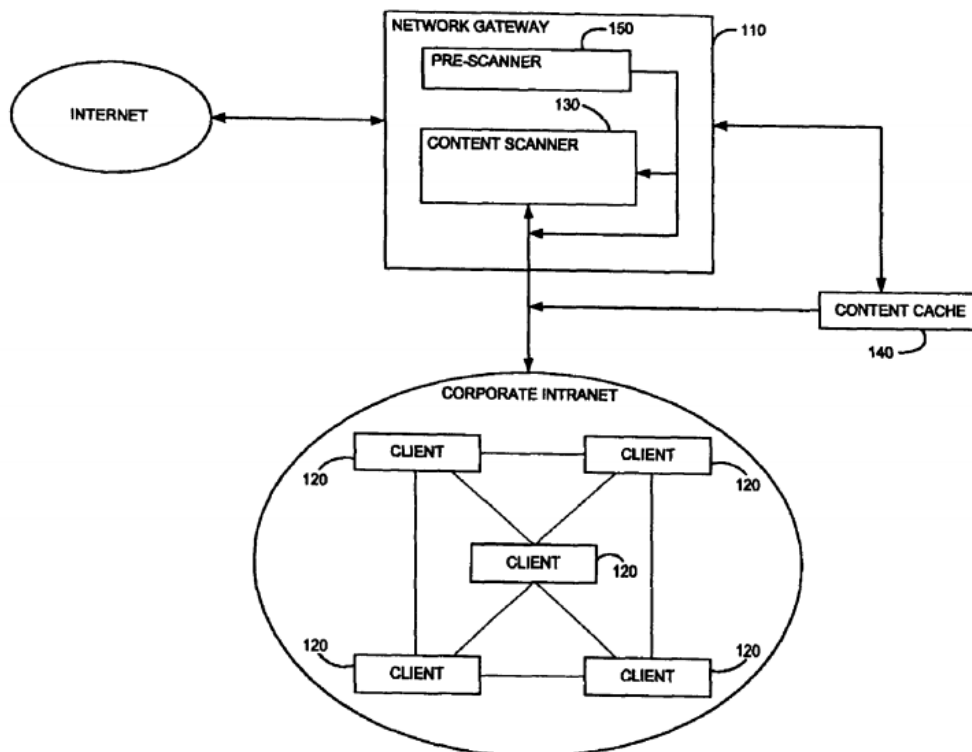 NETWORK GATEWAY
150
110
PRE-SCANNER
INTERNET
130
CONTENT SCANNER
CONTENT CACHE
140
CORPORATE INTRANET
CLIENT
CLIENT
120
120
CLIENT
120
120
120
CLIENT
CLIENT